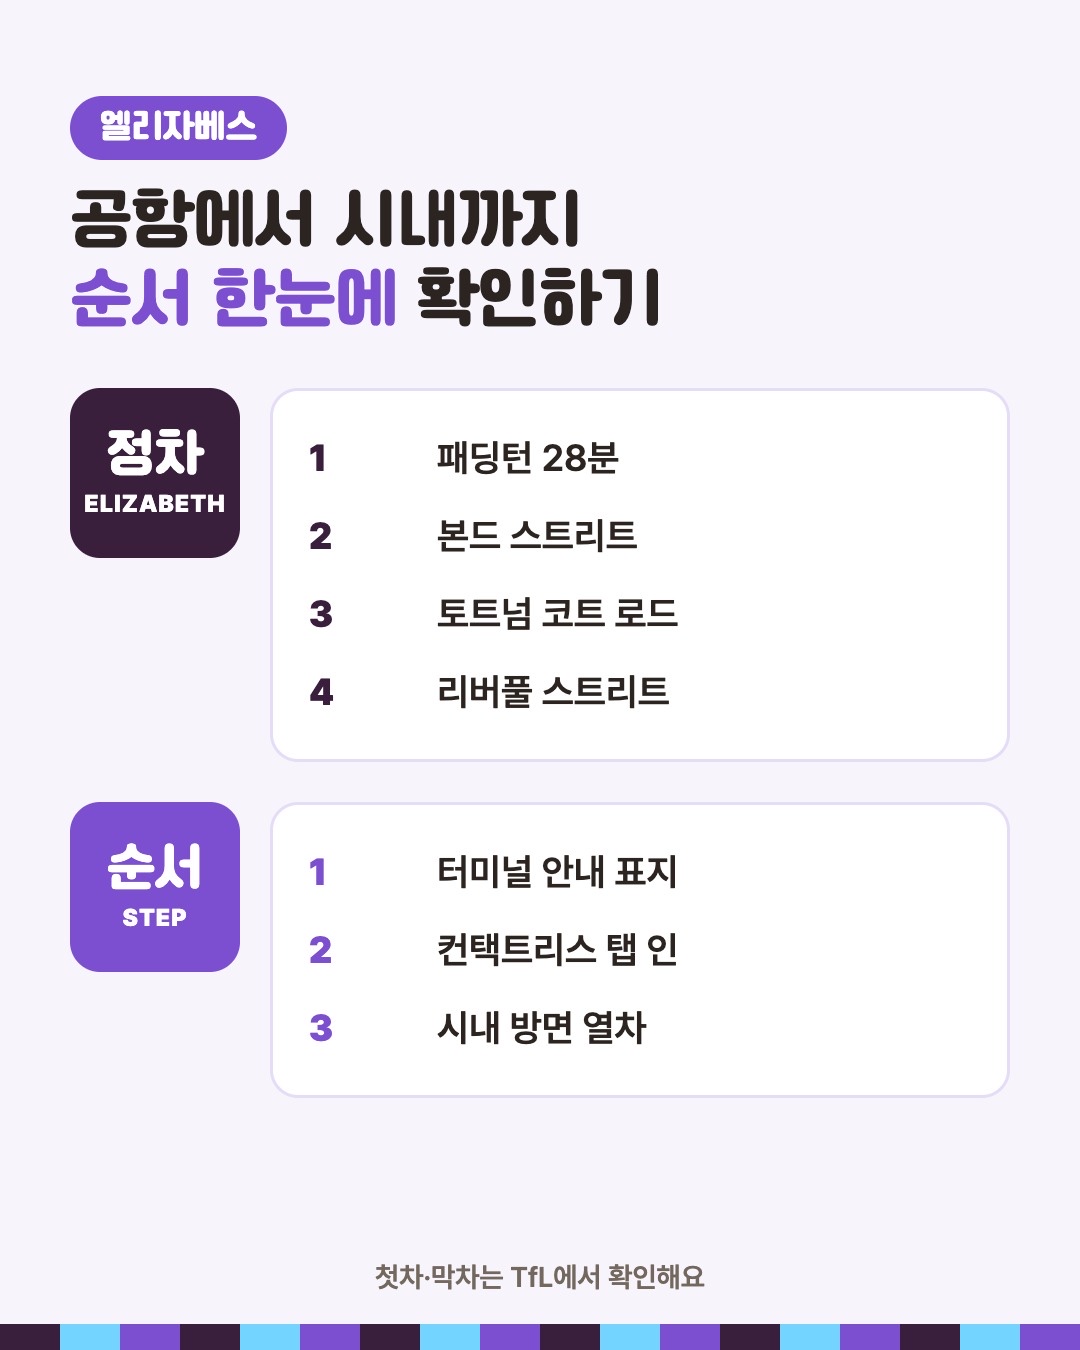 엘리자베스
공항에서 시내까지
순서 한눈에 확인하기
정차
ELIZABETH
1 패딩턴 28분
2 본드 스트리트
3 토트넘 코트 로드
4 리버풀 스트리트
순서
STEP
1 터미널 안내 표지
2 컨택트리스 탭 인
3 시내 방면 열차
첫차·막차는 TfL에서 확인해요